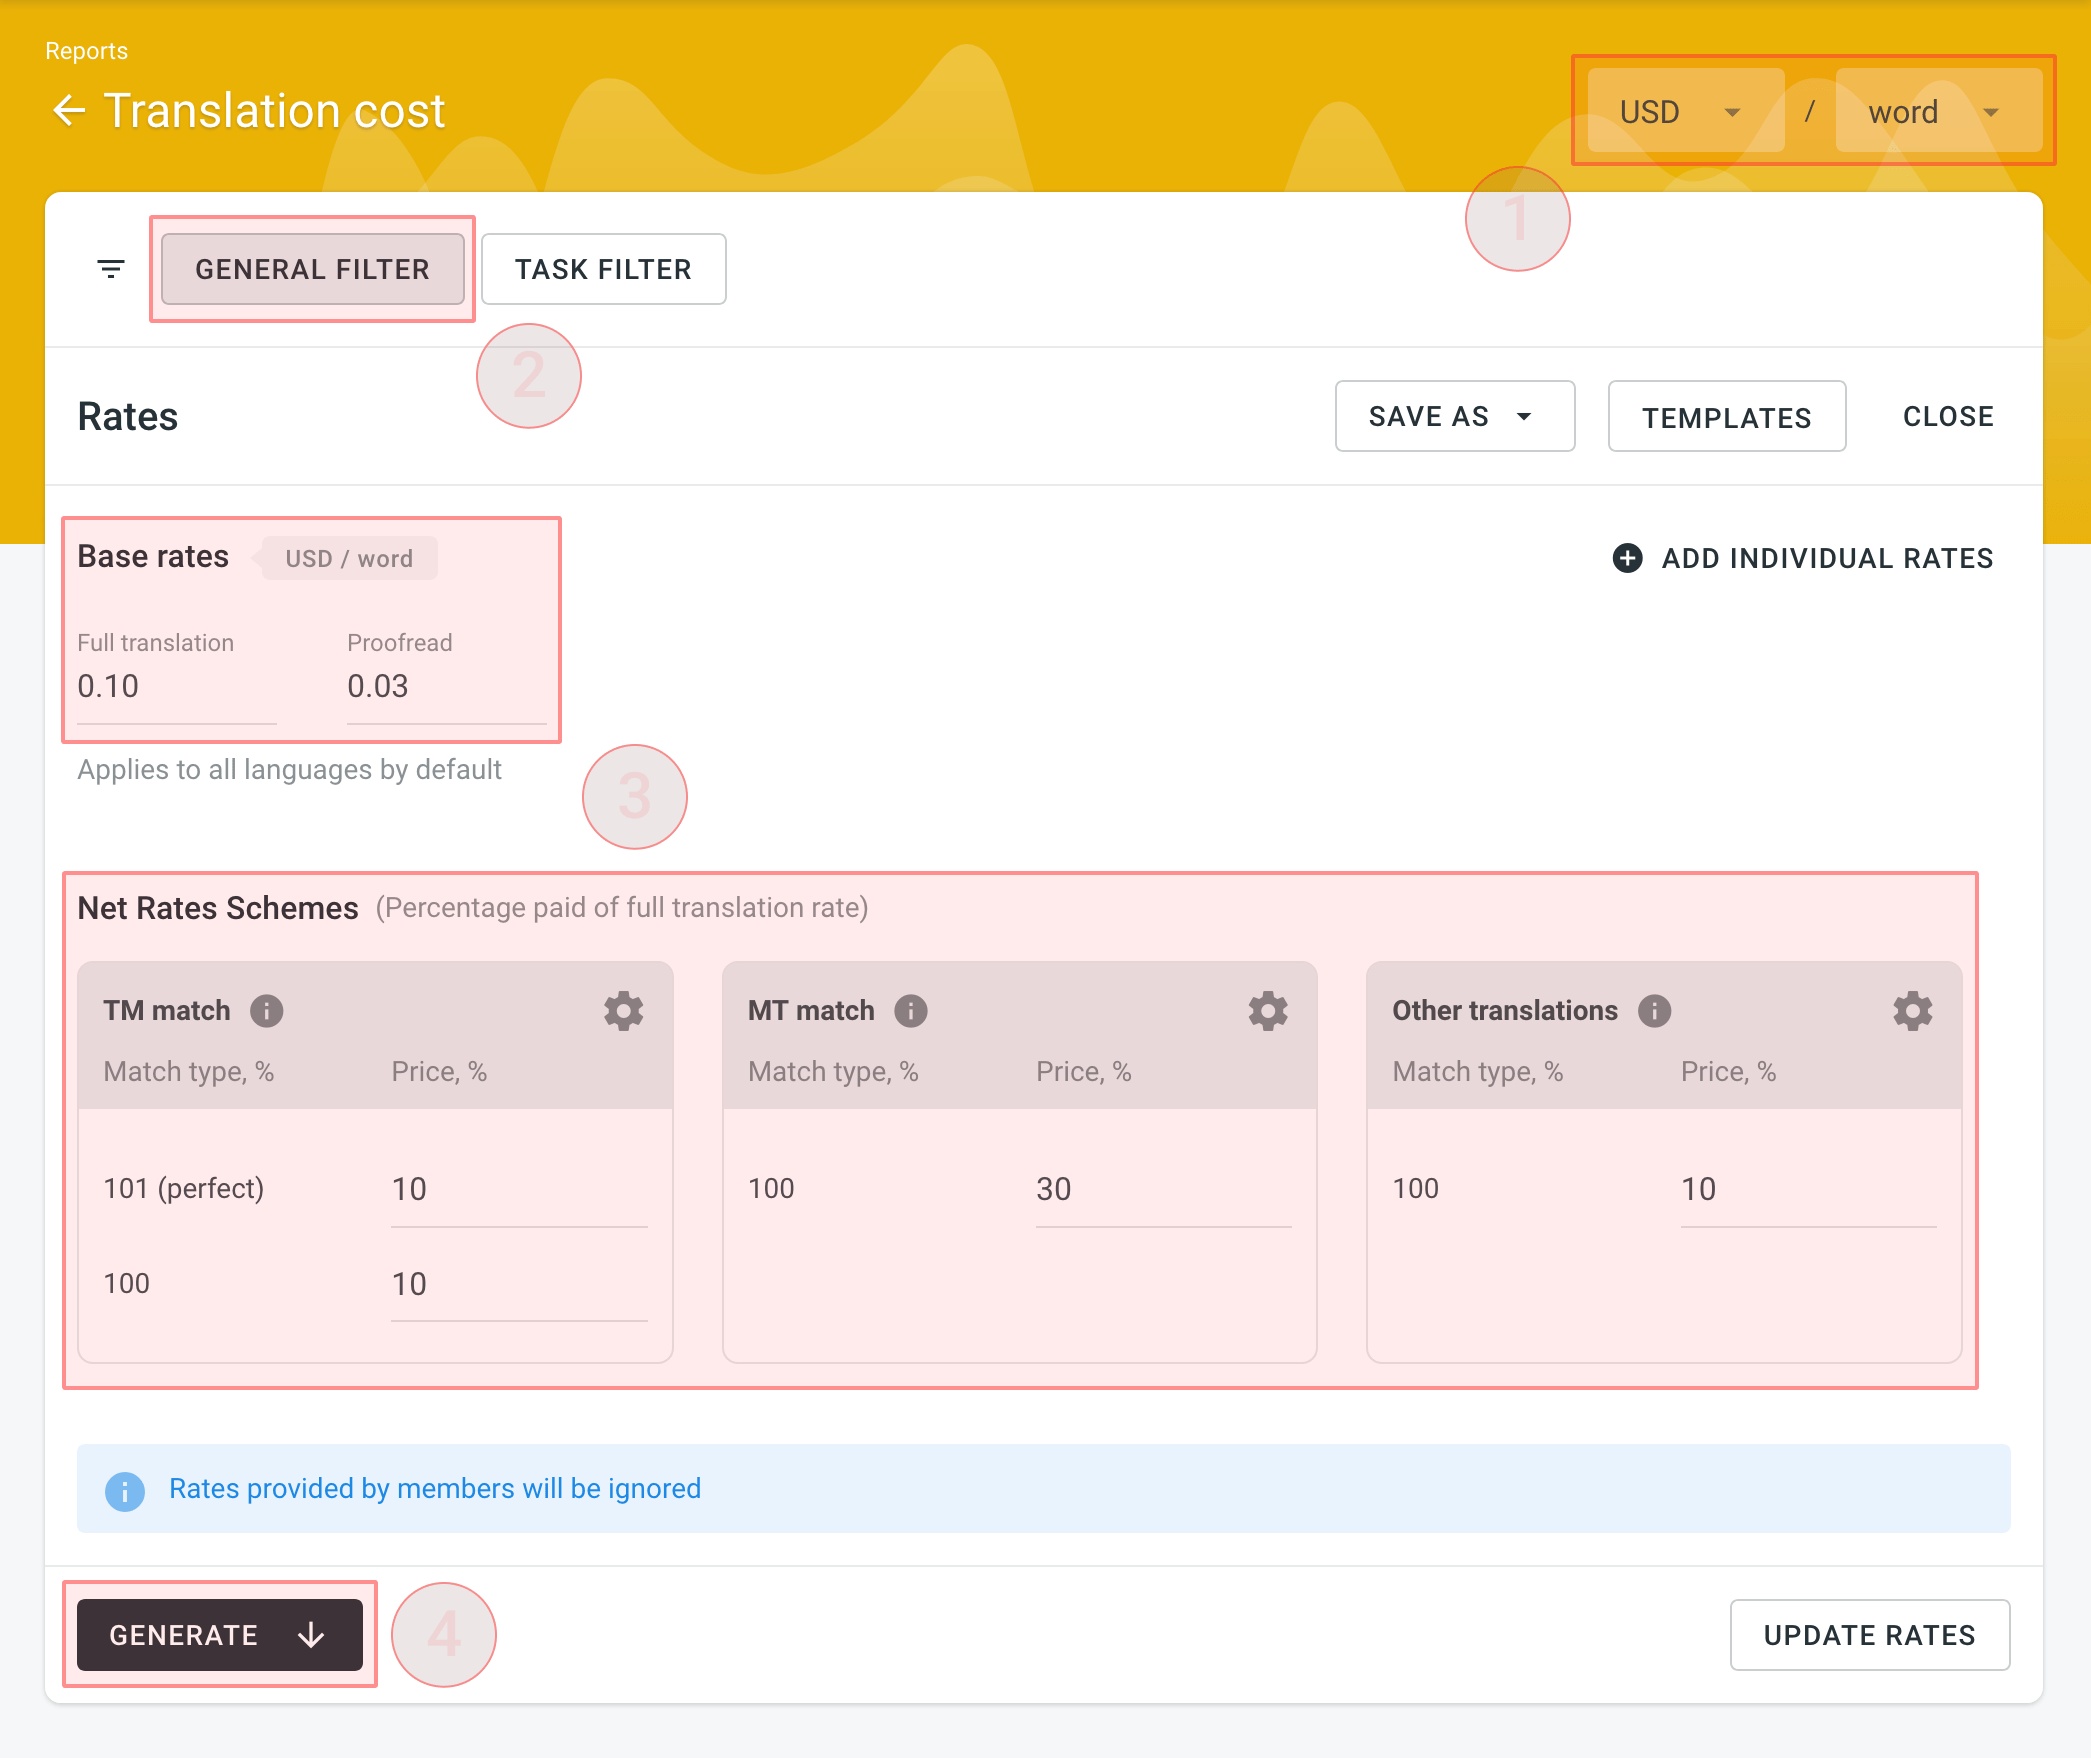 Reports
Translation cost
USD / word
1
GENERAL FILTER TASK FILTER
2
Rates SAVE AS TEMPLATES CLOSE
Base rates USD / word ADD INDIVIDUAL RATES
Full translation Proofread
0.10 0.03
Applies to all languages by default
3
Net Rates Schemes (Percentage paid of full translation rate)
TM match MT match Other translations
Match type, % Price, % Match type, % Price, % Match type, % Price, %
101 (perfect) 10 100 30 100 10
100 10
Rates provided by members will be ignored
GENERATE 4 UPDATE RATES